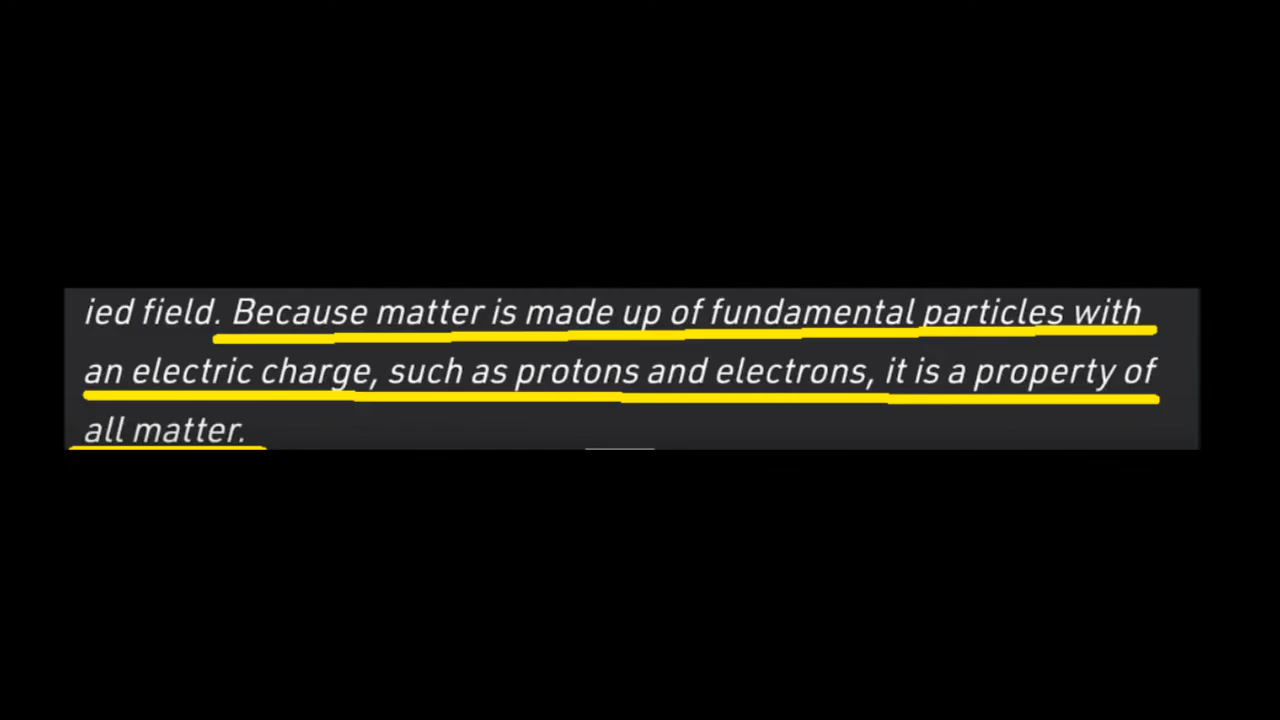 ied field. Because matter is made up of fundamental particles with
an electric charge, such as protons and electrons, it is a property of
all matter.